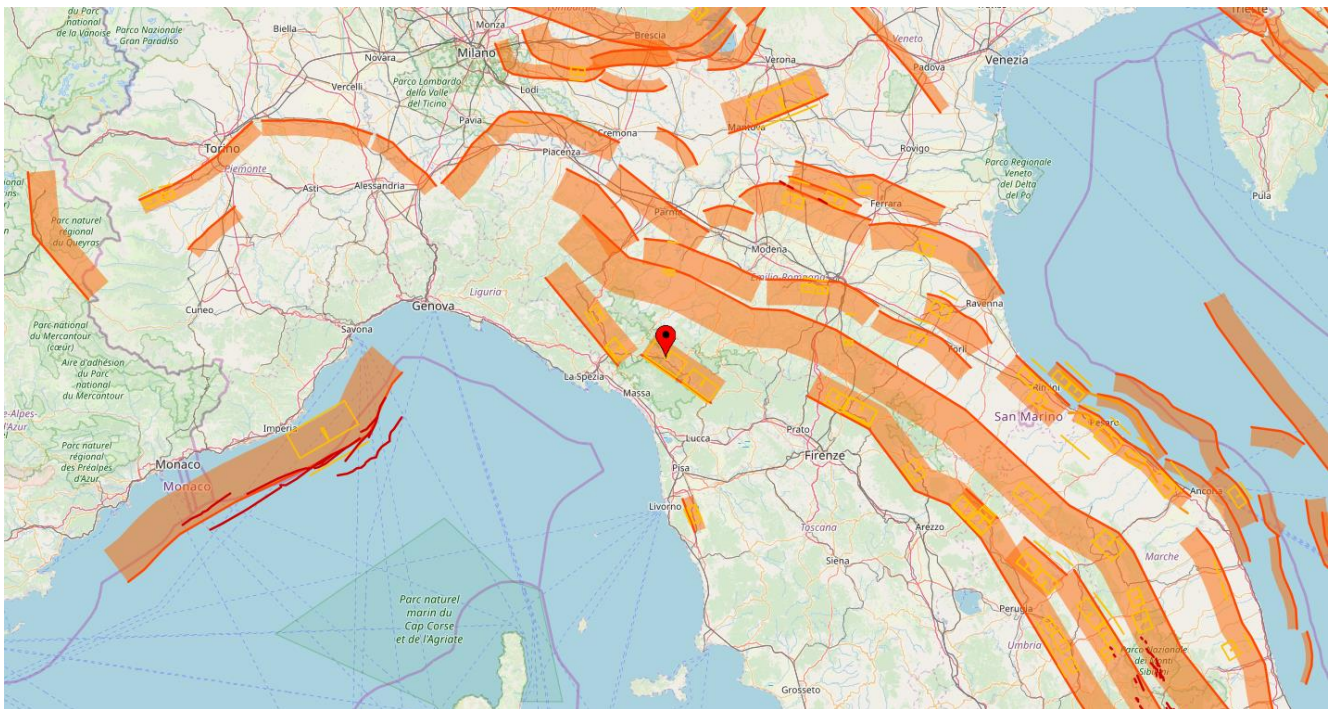 du Parc
national
de la Vanoise
Parco Nazionale
Gran Paradiso
Biella
Monza
Milano
Novara
Brescia
Verona
Veneto
Padova
Venezia
Trieste
Vercelli
Parco Lombardo
della Valle
del Ticino
Lodi
Pavia
Mantova
Rovigo
Cremona
Piacenza
Torino
Piemonte
Asti
Alessandria
Parco Regionale
Veneto
del Delta
del Po
Pula
Ferrara
Parma
Parc naturel
régional
du Queyras
Modena
Emilia-Romagna
Cuneo
Genova
Liguria
Ravenna
Savona
Parc national
du Mercantour
(cœur)
Aire d'adhésion
du Parc
national
du Mercantour
Forlì
La Spezia
Massa
Rimini
San Marino
Pesaro
Imperia
Lucca
Prato
Firenze
Parc naturel
régional
des Préalpes
d'Azur
Monaco
Monaco
Pisa
Livorno
Ancona
Arezzo
Toscana
Siena
Marche
Parc naturel
marin du
Cap Corse
et de l'Agriate
Perugia
Umbria
Parco Nazionale
dei Monti
Sibillini
Grosseto